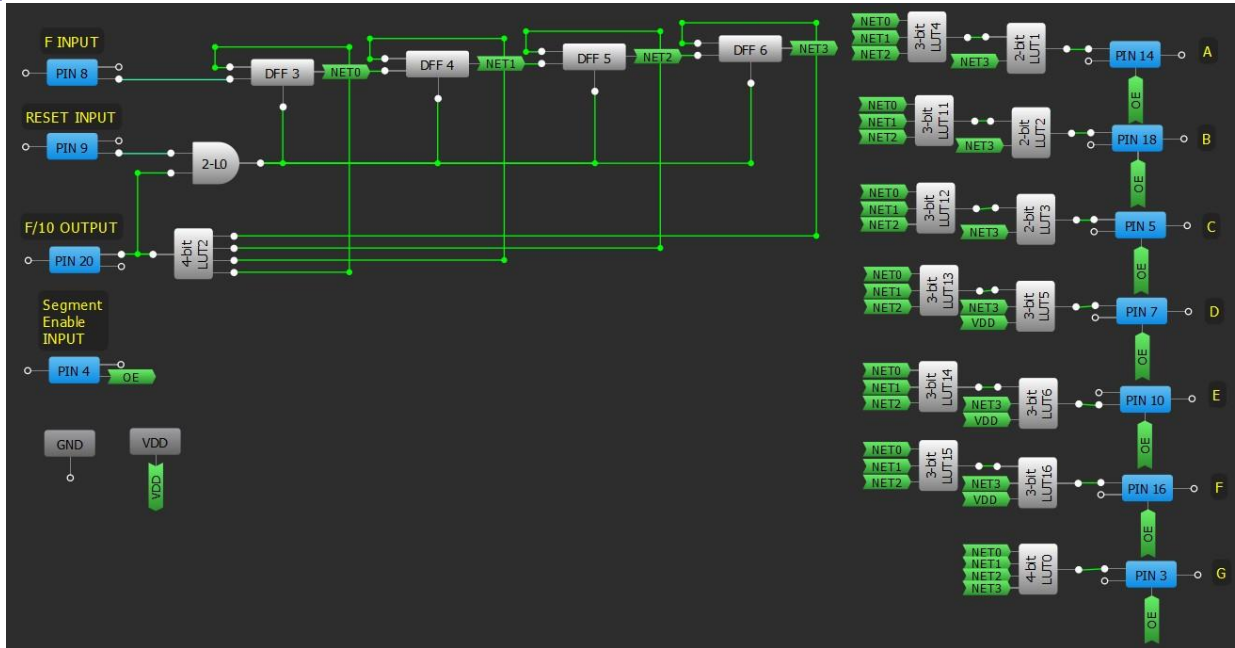 F INPUT
PIN 8
DFF 3
NET0
DFF 4
NET1
DFF 5
NET2
DFF 6
NET3
RESET INPUT
PIN 9
2-L0
F/10 OUTPUT
PIN 20
4-bit
LUT2
Segment
Enable
INPUT
PIN 4
OE
GND
VDD
VDD
NET0
NET1
NET2
3-bit
LUT4
NET3
2-bit
LUT1
PIN 14
A
OE
NET0
NET1
NET2
3-bit
LUT11
NET3
2-bit
LUT2
PIN 18
B
OE
NET0
NET1
NET2
3-bit
LUT12
NET3
2-bit
LUT3
PIN 5
C
OE
NET0
NET1
NET2
3-bit
LUT13
NET3
VDD
3-bit
LUT5
PIN 7
D
OE
NET0
NET1
NET2
3-bit
LUT14
NET3
VDD
3-bit
LUT6
PIN 10
E
OE
NET0
NET1
NET2
3-bit
LUT15
NET3
VDD
3-bit
LUT16
PIN 16
F
OE
NET0
NET1
NET2
NET3
4-bit
LUT0
PIN 3
G
OE